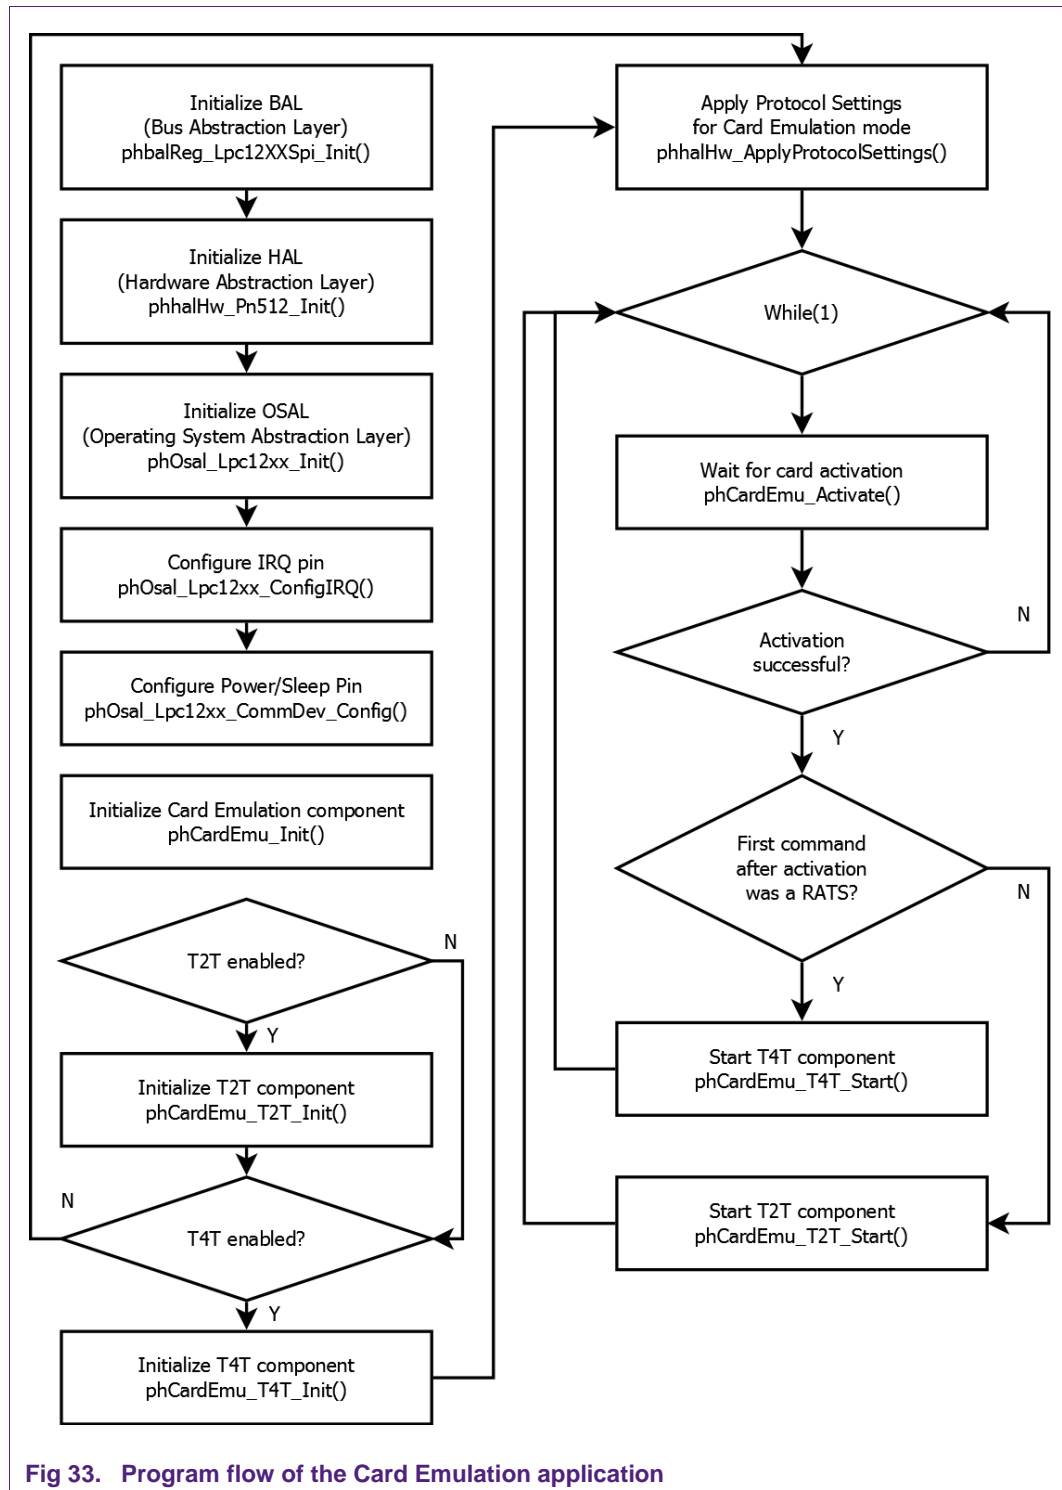 Initialize BAL
(Bus Abstraction Layer)
phbalReg_Lpc12XXSpi_Init()
Initialize HAL
(Hardware Abstraction Layer)
phhalHw_Pn512_Init()
Initialize OSAL
(Operating System Abstraction Layer)
phOsal_Lpc12xx_Init()
Configure IRQ pin
phOsal_Lpc12xx_ConfigIRQ()
Configure Power/Sleep Pin
phOsal_Lpc12xx_CommDev_Config()
Initialize Card Emulation component
phCardEmu_Init()
T2T enabled?
N
Y
Initialize T2T component
phCardEmu_T2T_Init()
N
T4T enabled?
Y
Initialize T4T component
phCardEmu_T4T_Init()
Apply Protocol Settings
for Card Emulation mode
phhalHw_ApplyProtocolSettings()
While(1)
Wait for card activation
phCardEmu_Activate()
N
Activation
successful?
Y
First command
after activation
was a RATS?
N
Y
Start T4T component
phCardEmu_T4T_Start()
Start T2T component
phCardEmu_T2T_Start()
Fig 33. Program flow of the Card Emulation application